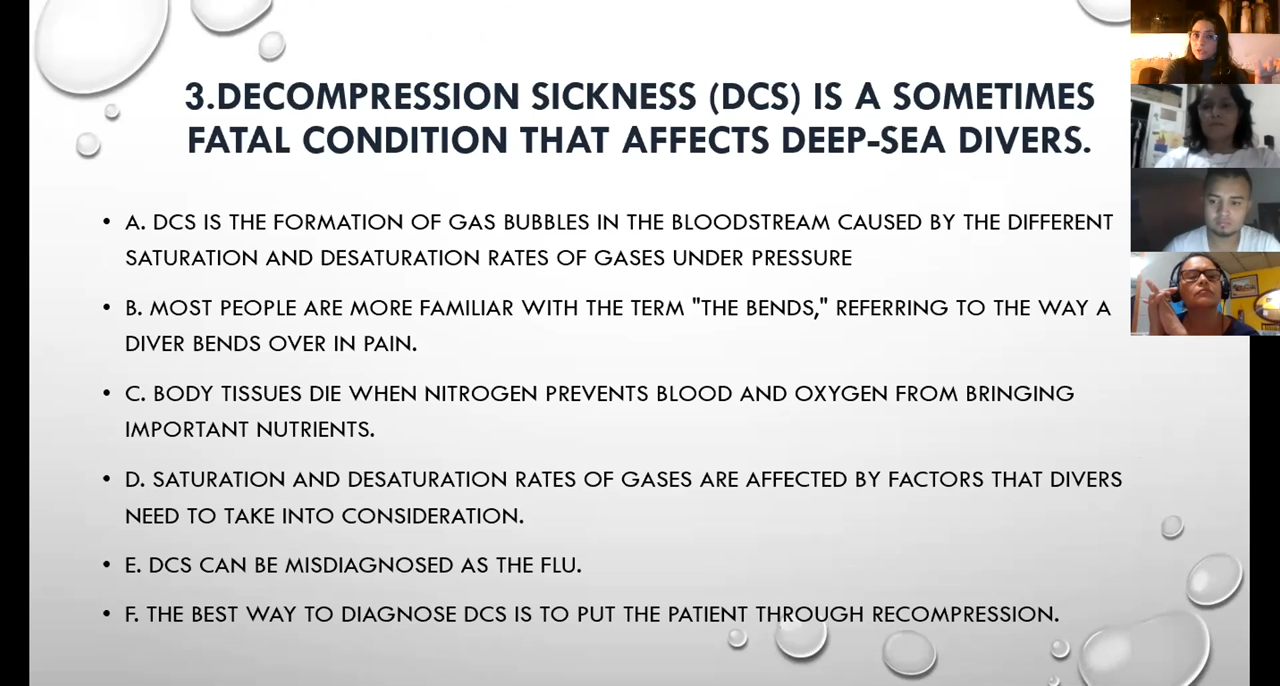 3.DECOMPRESSION SICKNESS (DCS) IS A SOMETIMES
FATAL CONDITION THAT AFFECTS DEEP-SEA DIVERS.
• A. DCS IS THE FORMATION OF GAS BUBBLES IN THE BLOODSTREAM CAUSED BY THE DIFFERENT
SATURATION AND DESATURATION RATES OF GASES UNDER PRESSURE
• B. MOST PEOPLE ARE MORE FAMILIAR WITH THE TERM "THE BENDS," REFERRING TO THE WAY A
DIVER BENDS OVER IN PAIN.
• C. BODY TISSUES DIE WHEN NITROGEN PREVENTS BLOOD AND OXYGEN FROM BRINGING
IMPORTANT NUTRIENTS.
• D. SATURATION AND DESATURATION RATES OF GASES ARE AFFECTED BY FACTORS THAT DIVERS
NEED TO TAKE INTO CONSIDERATION.
• E. DCS CAN BE MISDIAGNOSED AS THE FLU.
• F. THE BEST WAY TO DIAGNOSE DCS IS TO PUT THE PATIENT THROUGH RECOMPRESSION.